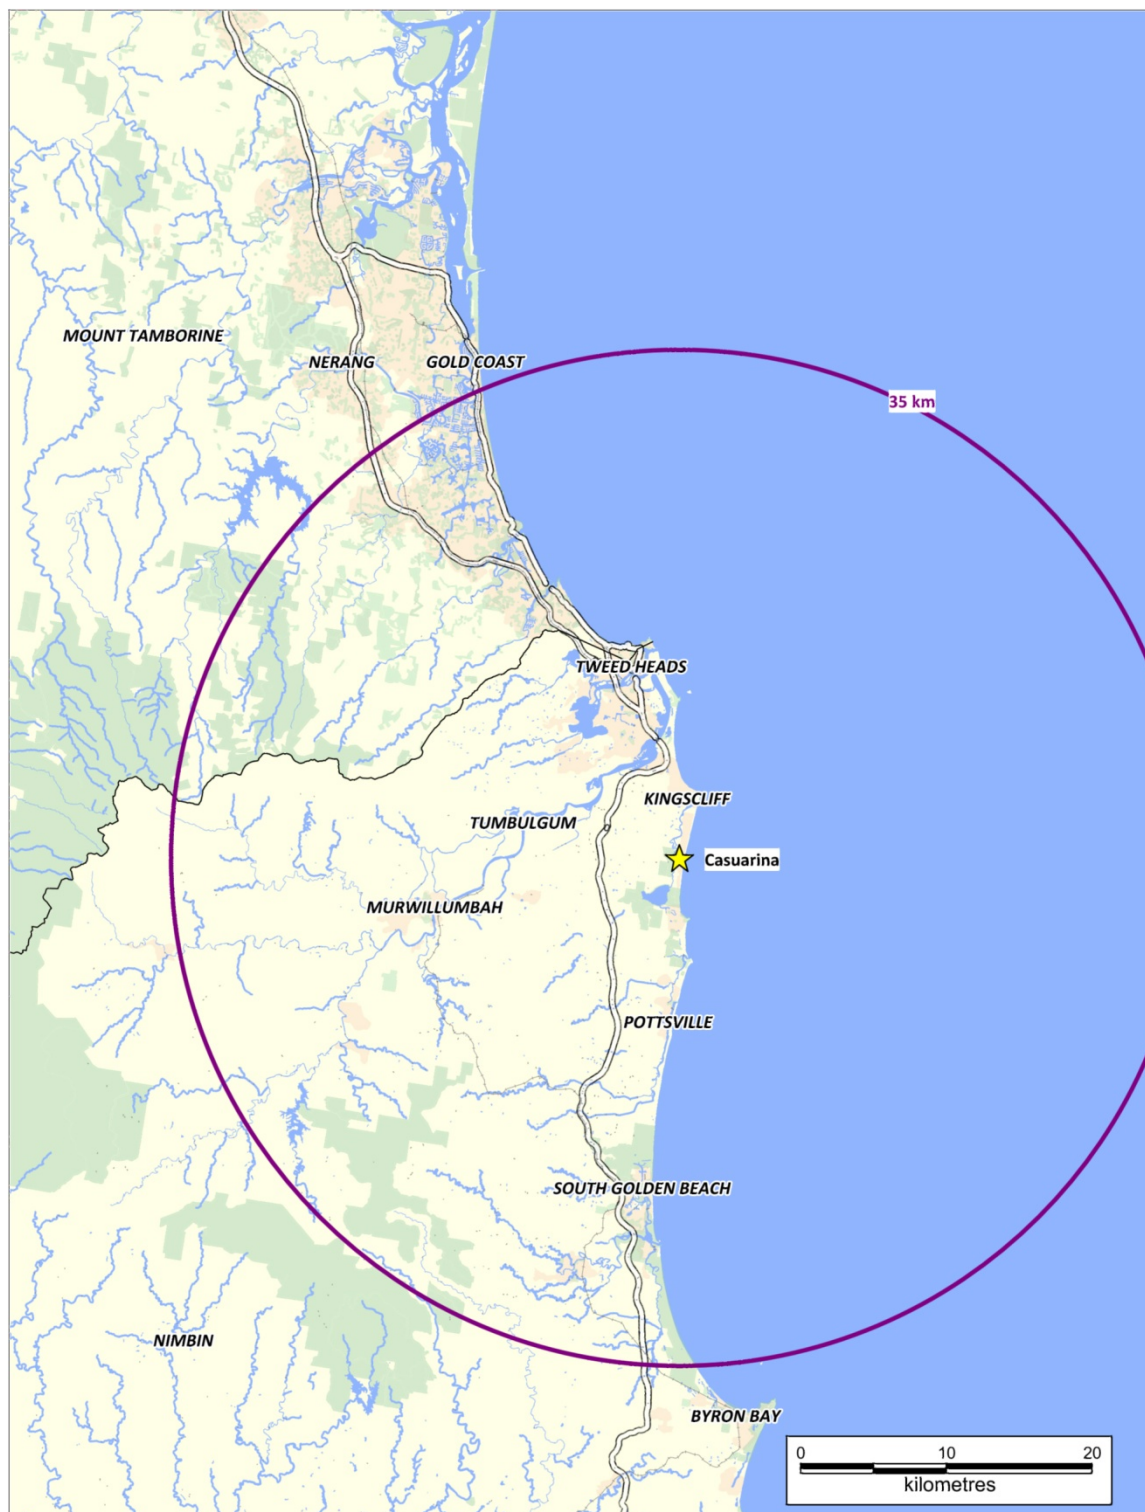 MOUNT TAMBORINE
NERANG
GOLD COAST
35 km
TWEED HEADS
KINGSCLIFF
TUMBULGUM
Casuarina
MURWILLUMBAH
POTTSVILLE
SOUTH GOLDEN BEACH
NIMBIN
BYRON BAY
0 10 20
kilometres